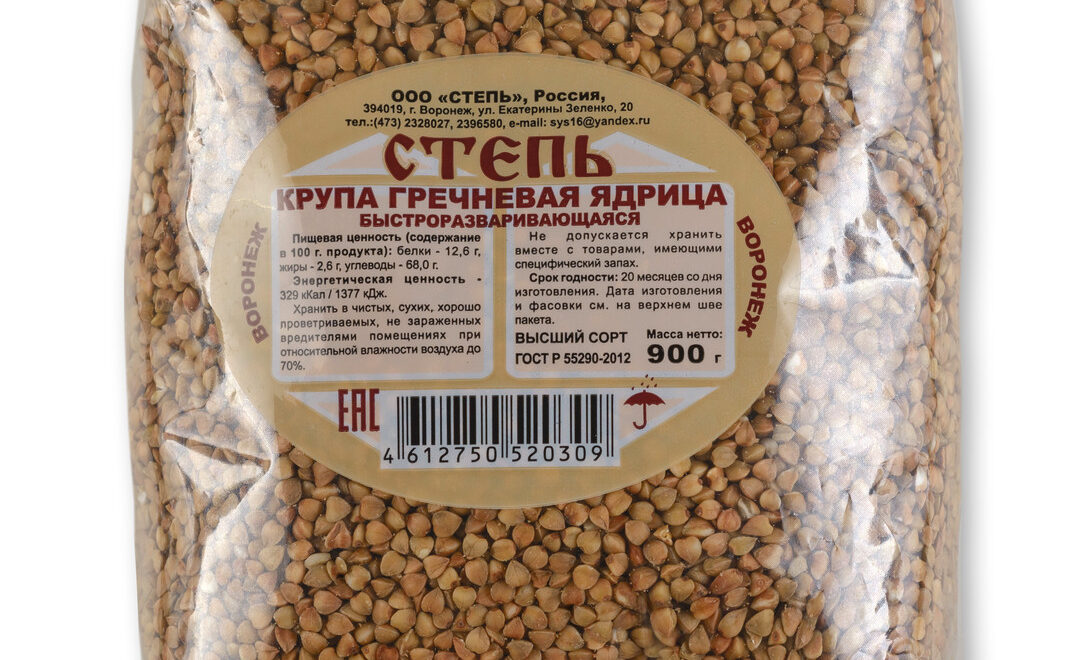 ООО «СТЕПЬ», Россия,
394019, г. Воронеж, ул. Екатерины Зеленко, 20
тел.:(473) 2328027, 2396580, e-mail: sys16@yandex.ru
СТЕПЬ
КРУПА ГРЕЧНЕВАЯ ЯДРИЦА
БЫСТРОРАЗВАРИВАЮЩАЯСЯ
ВОРОНЕЖ
Пищевая ценность (содержание
в 100 г. продукта): белки - 12,6 г,
жиры - 2,6 г, углеводы - 68,0 г.
Энергетическая ценность -
329 кКал / 1377 кДж.
Хранить в чистых, сухих, хорошо
проветриваемых, не зараженных
вредителями помещениях при
относительной влажности воздуха до
70%.
Не допускается хранить
вместе с товарами, имеющими
специфический запах.
Срок годности: 20 месяцев со дня
изготовления. Дата изготовления
и фасовки см. на верхнем шве
пакета.
ВЫСШИЙ СОРТ
ГОСТ Р 55290-2012
Масса нетто:
900 г
ВОРОНЕЖ
ЕАС
4 612750 520309